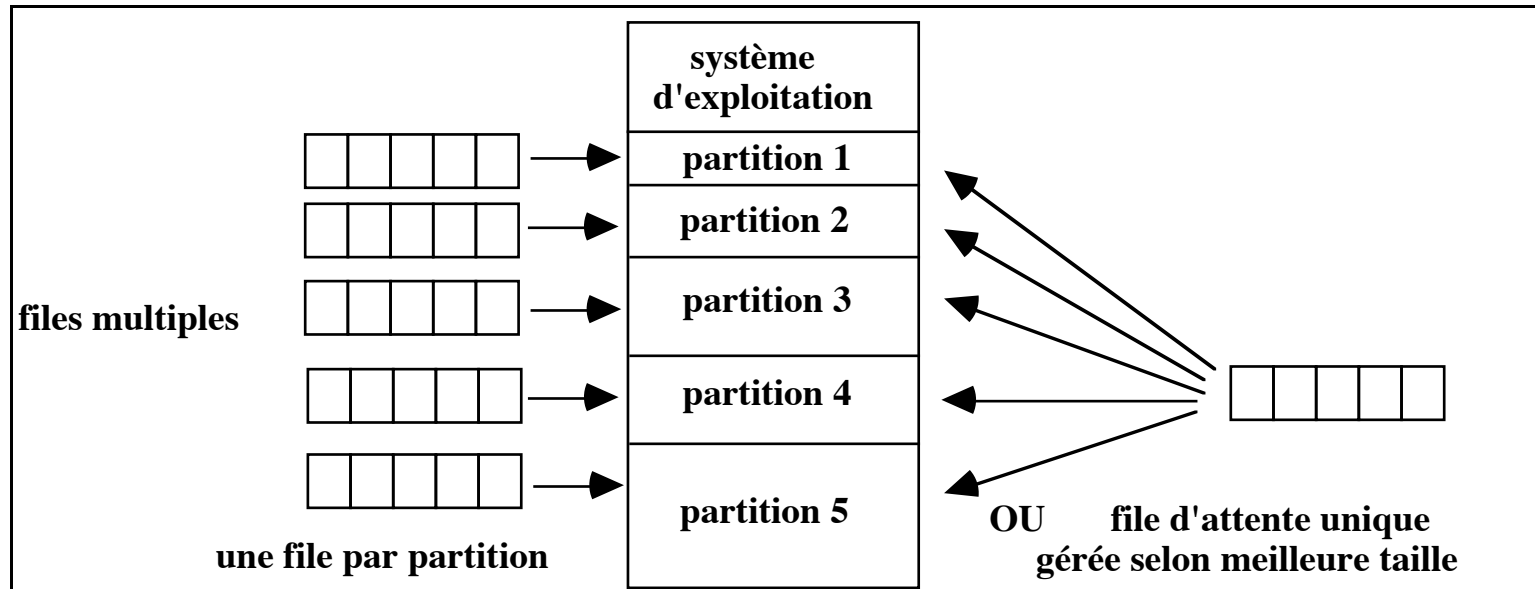 système
d'exploitation
partition 1
partition 2
partition 3
files multiples
partition 4
partition 5
une file par partition
OU file d'attente unique
gérée selon meilleure taille